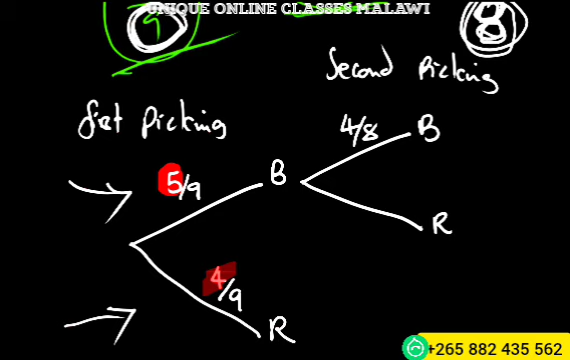 UNIQUE ONLINE CLASSES MALAWI
9
8
Second Picking
first Picking
4/8
B
5/9
B
R
4/9
R
+265 882 435 562